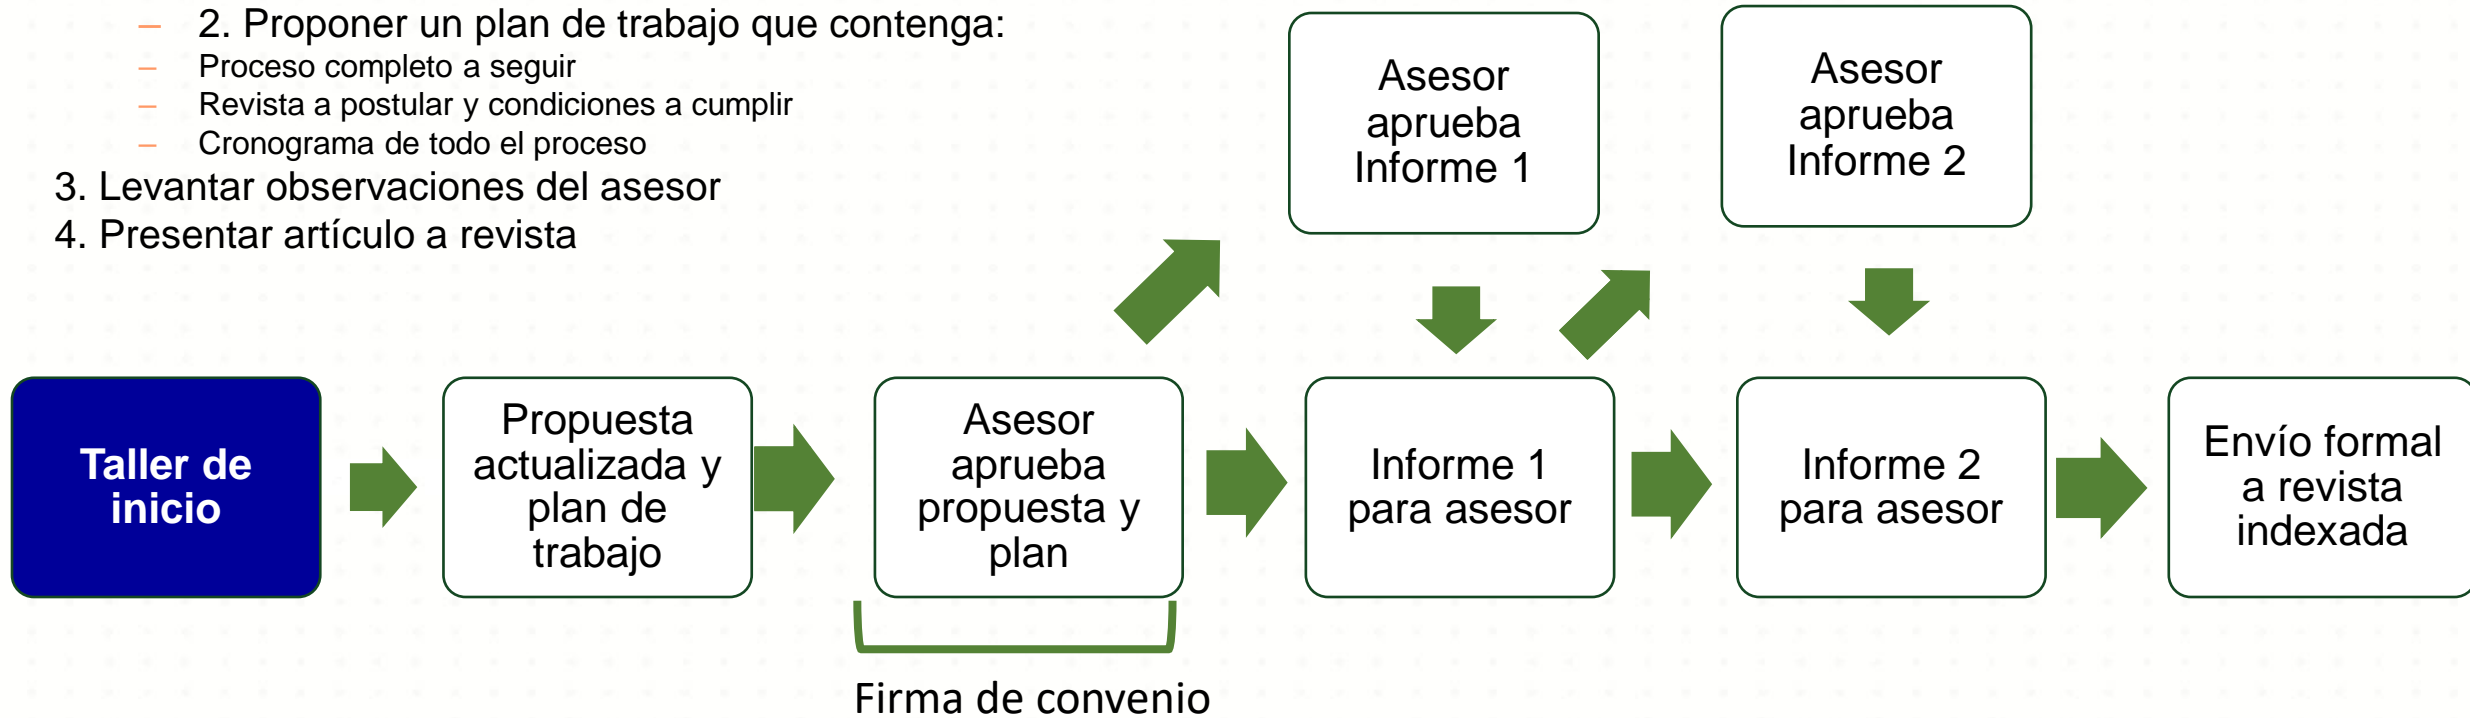 – 2. Proponer un plan de trabajo que contenga:
– Proceso completo a seguir
– Revista a postular y condiciones a cumplir
– Cronograma de todo el proceso
3. Levantar observaciones del asesor
4. Presentar artículo a revista
Asesor
aprueba
Informe 1
Asesor
aprueba
Informe 2
Taller de
inicio
Propuesta
actualizada y
plan de
trabajo
Asesor
aprueba
propuesta y
plan
Informe 1
para asesor
Informe 2
para asesor
Envío formal
a revista
indexada
Firma de convenio